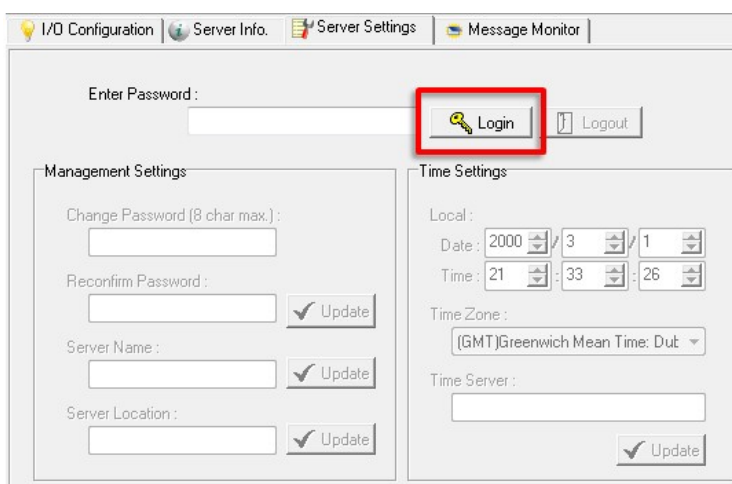 I/O Configuration Server Info. Server Settings Message Monitor
Enter Password :
Login Logout
Management Settings
Change Password (8 char max.) :
Reconfirm Password :
Update
Server Name :
Update
Server Location :
Update
Time Settings
Local :
Date : 2000 / 3 / 1
Time : 21 : 33 : 26
Time Zone :
(GMT)Greenwich Mean Time: Dub
Time Server :
Update